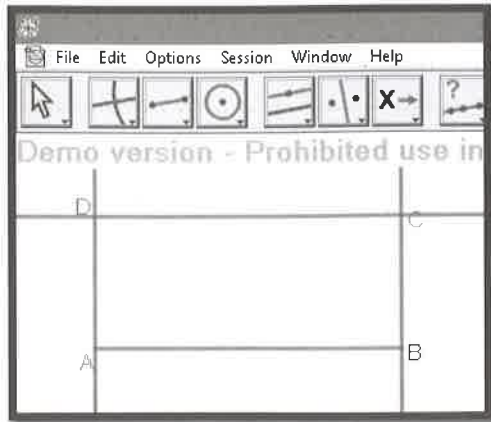 File Edit Options Session Window Help
X
?
Demo version - Prohibited use in
D
C
A
B